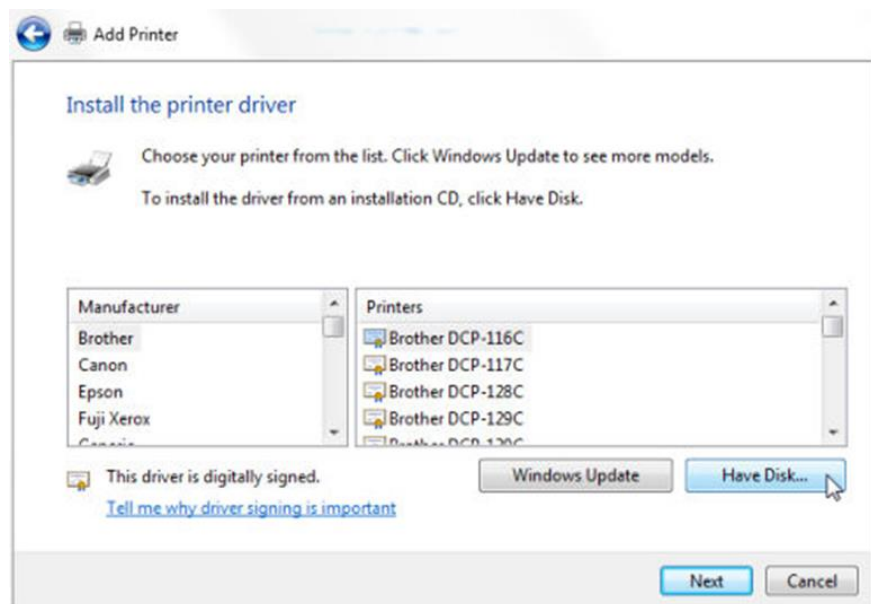 Add Printer
Install the printer driver
Choose your printer from the list. Click Windows Update to see more models.
To install the driver from an installation CD, click Have Disk.
Manufacturer
Brother
Canon
Epson
Fuji Xerox
Printers
Brother DCP-116C
Brother DCP-117C
Brother DCP-128C
Brother DCP-129C
This driver is digitally signed.
Tell me why driver signing is important
Windows Update
Have Disk...
Next
Cancel